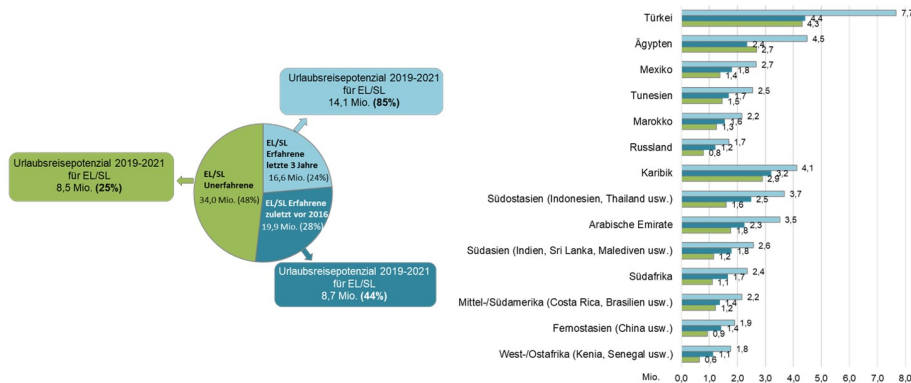 Urlaubsreisepotenzial 2019-2021
für EL/SL
14,1 Mio. (85%)
Urlaubsreisepotenzial 2019-2021
für EL/SL
8,5 Mio. (25%)
EL/SL
Erfahrene
letzte 3 Jahre
16,6 Mio. (24%)
EL/SL
Unerfahrene
34,0 Mio. (48%)
EL/SL Erfahrene
zuletzt vor 2016
19,9 Mio. (28%)
Urlaubsreisepotenzial 2019-2021
für EL/SL
8,7 Mio. (44%)
Türkei
7,7
4,4
4,3
Ägypten
4,5
2,4
2,7
Mexiko
2,7
1,8
1,4
Tunesien
2,5
1,7
1,5
Marokko
2,2
1,6
1,3
Russland
1,7
1,2
0,8
Karibik
4,1
3,2
2,9
Südostasien (Indonesien, Thailand usw.)
3,7
2,5
1,6
Arabische Emirate
3,5
2,3
1,8
Südasien (Indien, Sri Lanka, Malediven usw.)
2,6
1,8
1,2
Südafrika
2,4
1,7
1,1
Mittel-/Südamerika (Costa Rica, Brasilien usw.)
2,2
1,4
1,2
Fernostasien (China usw.)
1,9
1,4
0,9
West-/Ostafrika (Kenia, Senegal usw.)
1,8
1,1
0,6
Mio. 0,0 1,0 2,0 3,0 4,0 5,0 6,0 7,0 8,0